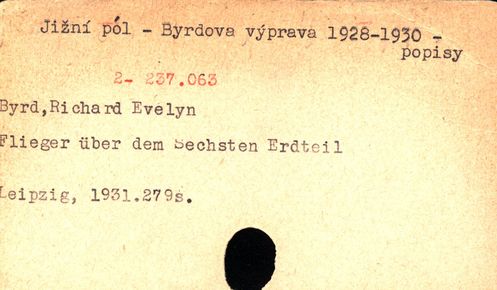 Jižní pól - Byrdova výprava 1928-1930 -
popisy
2- 237.063
Byrd,Richard Evelyn
Flieger über dem Sechsten Erdteil
Leipzig, 1931.279s.